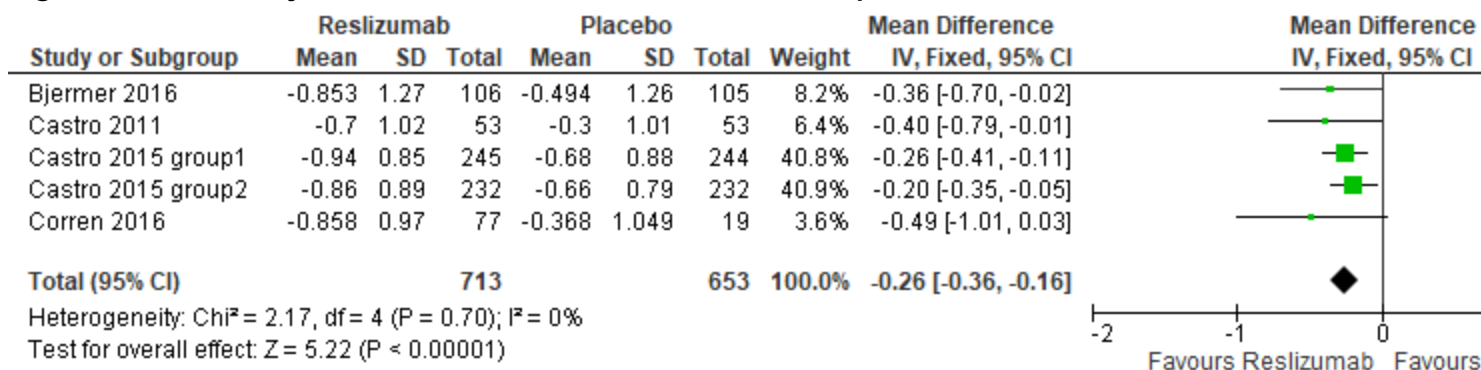 Reslizumab Placebo Mean Difference Mean Difference
Study or Subgroup Mean SD Total Mean SD Total Weight IV, Fixed, 95% CI IV, Fixed, 95% CI
Bjermer 2016 -0.853 1.27 106 -0.494 1.26 105 8.2% -0.36 [-0.70, -0.02]
Castro 2011 -0.7 1.02 53 -0.3 1.01 53 6.4% -0.40 [-0.79, -0.01]
Castro 2015 group1 -0.94 0.85 245 -0.68 0.88 244 40.8% -0.26 [-0.41, -0.11]
Castro 2015 group2 -0.86 0.89 232 -0.66 0.79 232 40.9% -0.20 [-0.35, -0.05]
Corren 2016 -0.858 0.97 77 -0.368 1.049 19 3.6% -0.49 [-1.01, 0.03]
Total (95% CI) 713 653 100.0% -0.26 [-0.36, -0.16]
Heterogeneity: Chi² = 2.17, df = 4 (P = 0.70); I² = 0%
Test for overall effect: Z = 5.22 (P < 0.00001)
-2 -1 0
Favours Reslizumab Favours